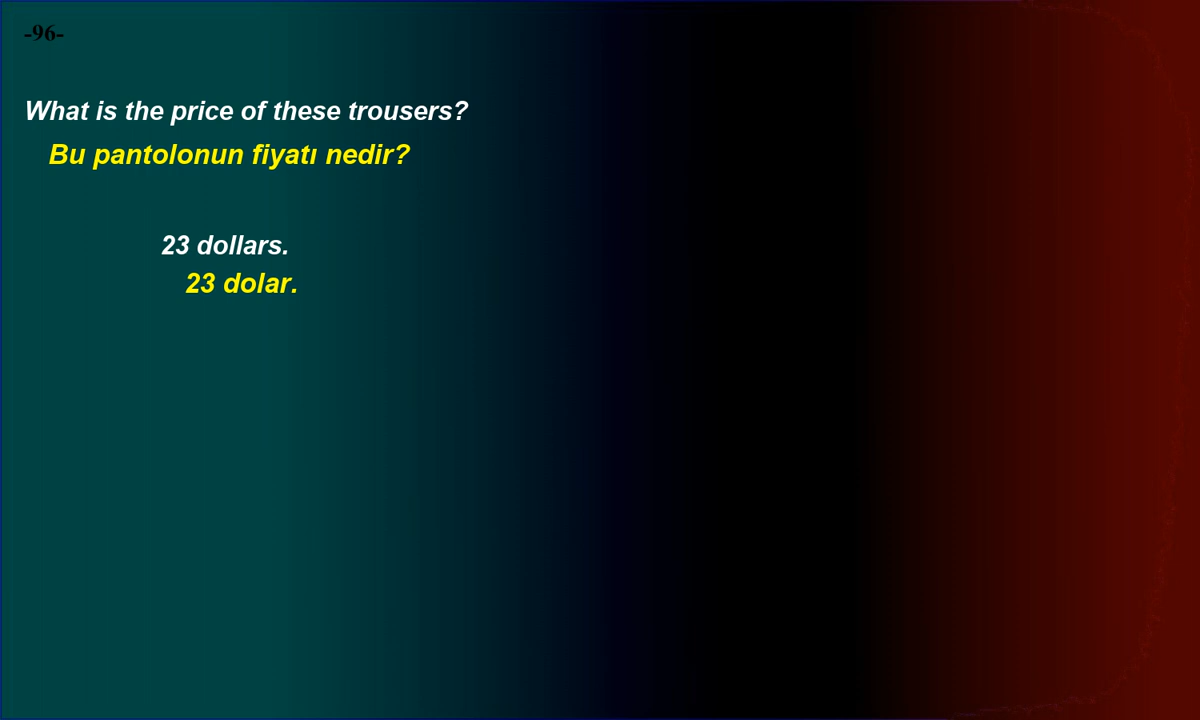 -96-
What is the price of these trousers?
Bu pantolonun fiyatı nedir?
23 dollars.
23 dolar.